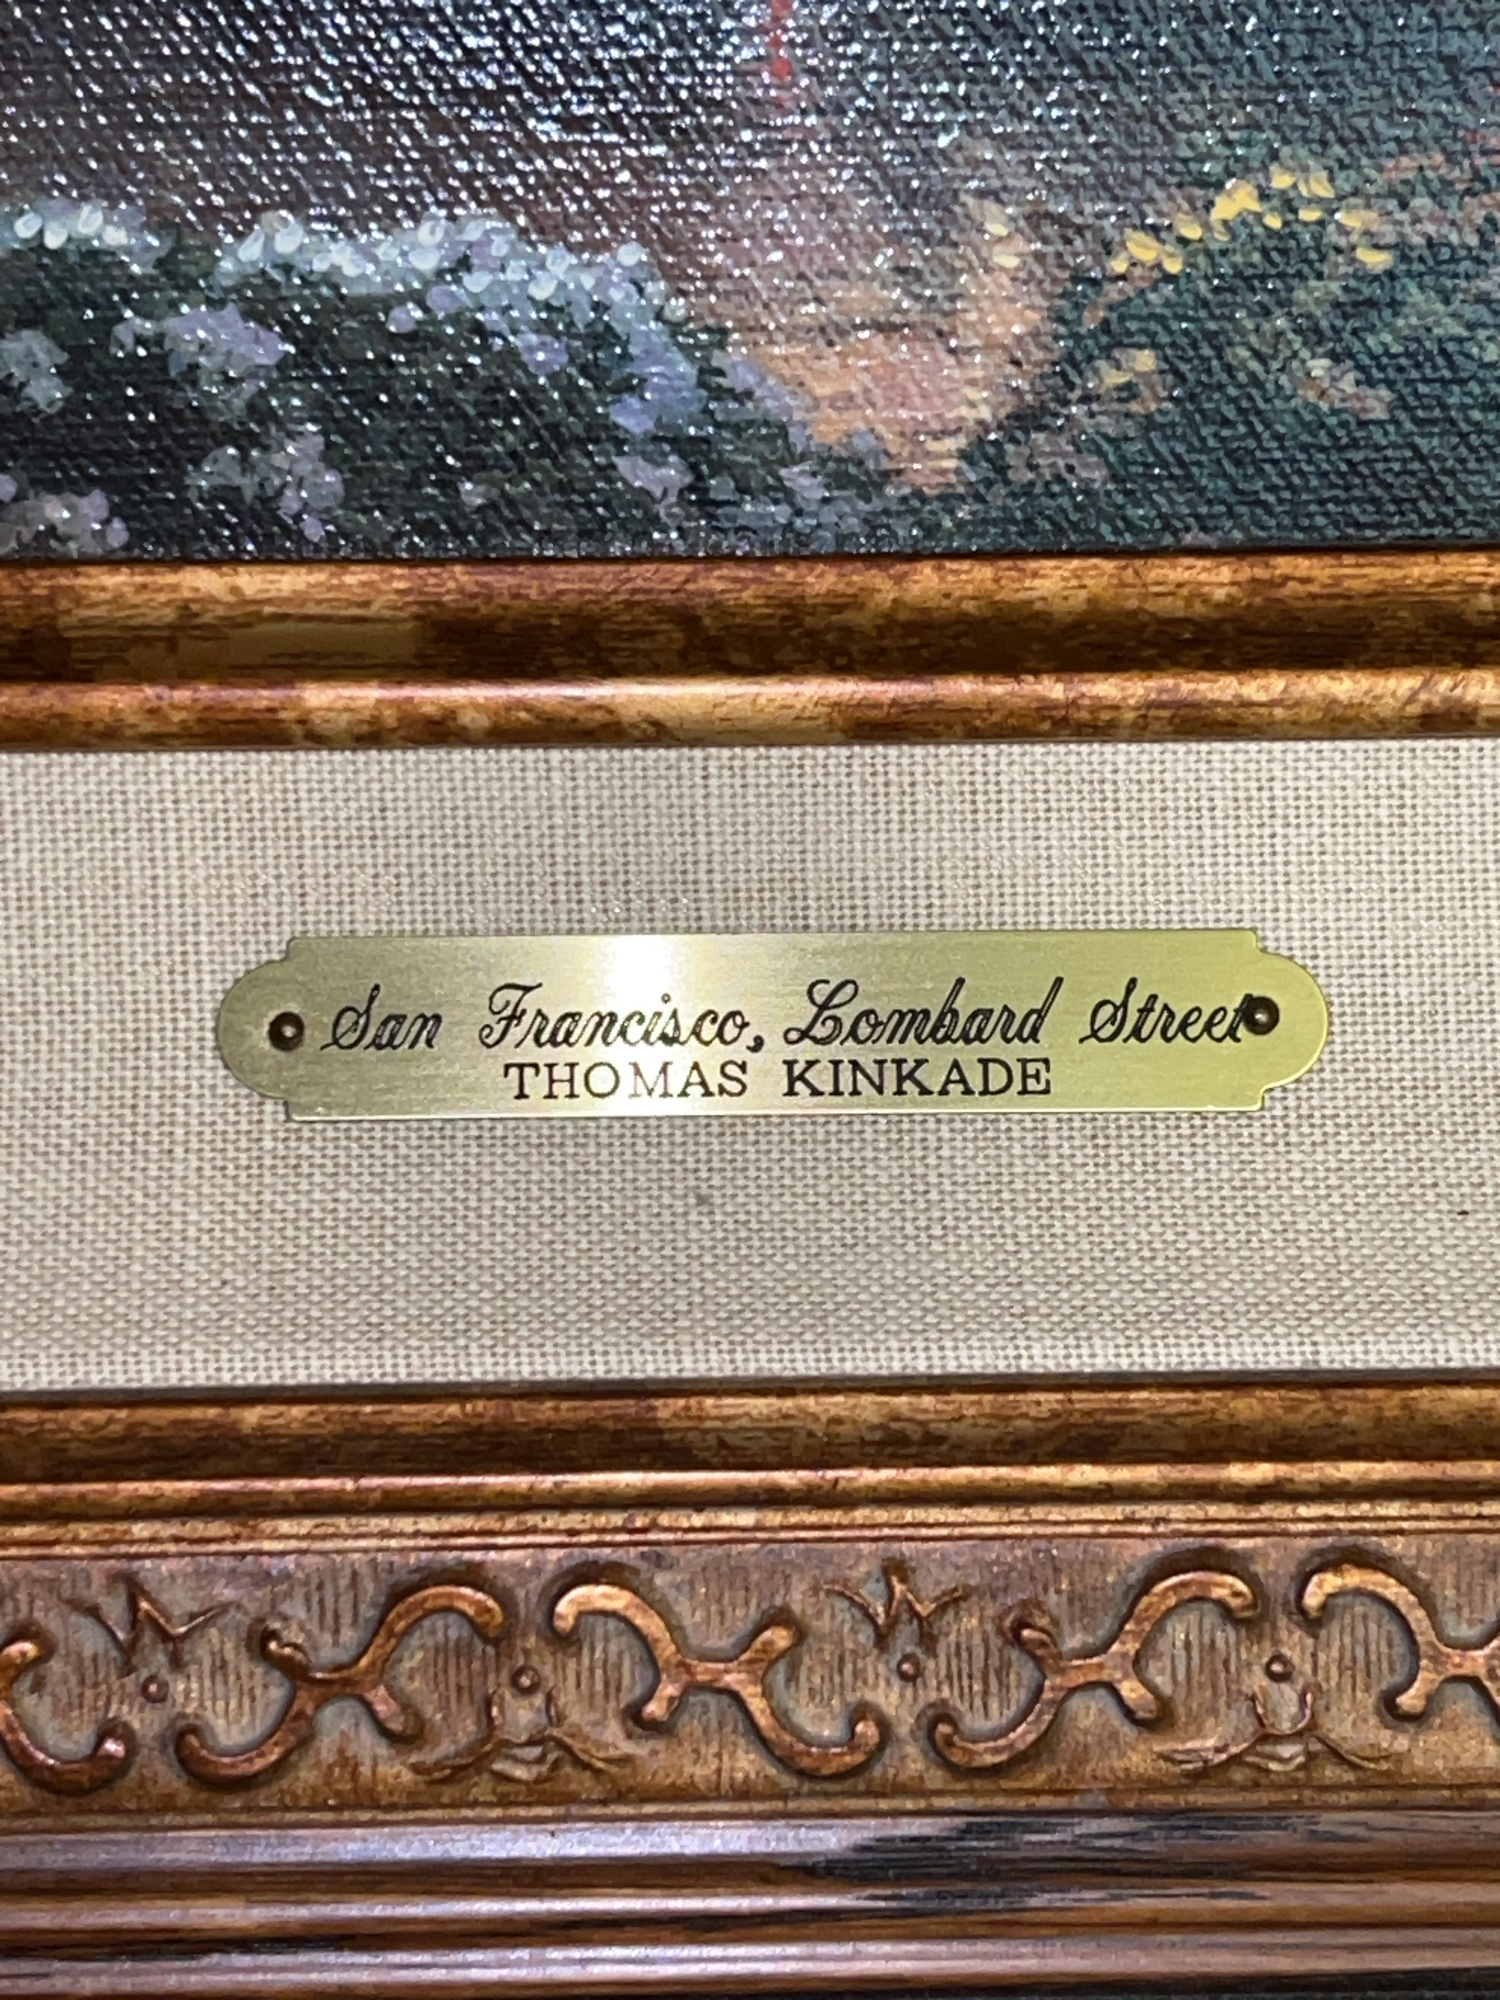 San Francisco, Lombard Street
THOMAS KINKADE